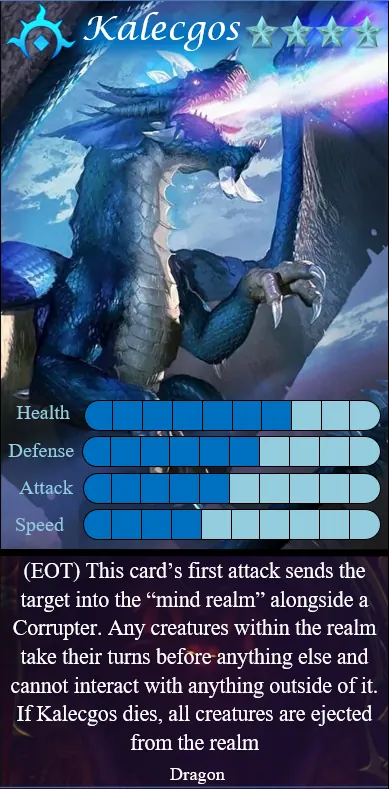 Kalecgos
Health
Defense
Attack
Speed
(EOT) This card’s first attack sends the
target into the “mind realm” alongside a
Corrupter. Any creatures within the realm
take their turns before anything else and
cannot interact with anything outside of it.
If Kalecgos dies, all creatures are ejected
from the realm
Dragon